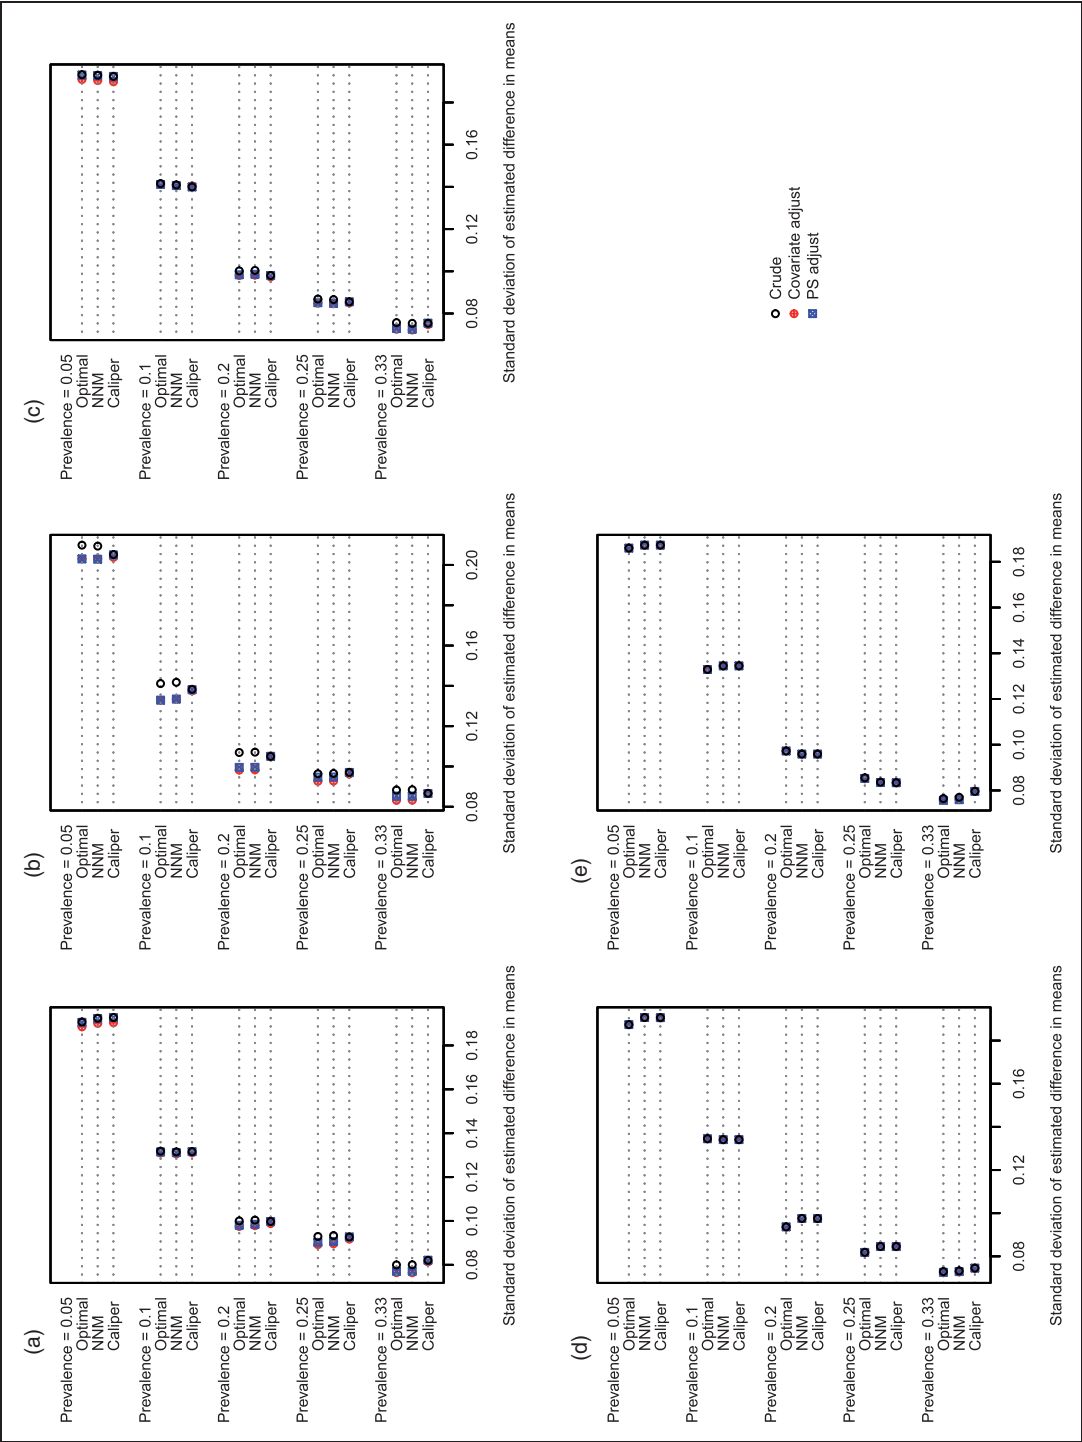 (a)
Prevalence = 0.05
Optimal
NNM
Caliper
Prevalence = 0.1
Optimal
NNM
Caliper
Prevalence = 0.2
Optimal
NNM
Caliper
Prevalence = 0.25
Optimal
NNM
Caliper
Prevalence = 0.33
Optimal
NNM
Caliper
0.08 0.10 0.12 0.14 0.16 0.18
Standard deviation of estimated difference in means
(b)
Prevalence = 0.05
Optimal
NNM
Caliper
Prevalence = 0.1
Optimal
NNM
Caliper
Prevalence = 0.2
Optimal
NNM
Caliper
Prevalence = 0.25
Optimal
NNM
Caliper
Prevalence = 0.33
Optimal
NNM
Caliper
0.08 0.12 0.16 0.20
Standard deviation of estimated difference in means
(c)
Prevalence = 0.05
Optimal
NNM
Caliper
Prevalence = 0.1
Optimal
NNM
Caliper
Prevalence = 0.2
Optimal
NNM
Caliper
Prevalence = 0.25
Optimal
NNM
Caliper
Prevalence = 0.33
Optimal
NNM
Caliper
0.08 0.12 0.16
Standard deviation of estimated difference in means
(d)
Prevalence = 0.05
Optimal
NNM
Caliper
Prevalence = 0.1
Optimal
NNM
Caliper
Prevalence = 0.2
Optimal
NNM
Caliper
Prevalence = 0.25
Optimal
NNM
Caliper
Prevalence = 0.33
Optimal
NNM
Caliper
0.08 0.12 0.16
Standard deviation of estimated difference in means
(e)
Prevalence = 0.05
Optimal
NNM
Caliper
Prevalence = 0.1
Optimal
NNM
Caliper
Prevalence = 0.2
Optimal
NNM
Caliper
Prevalence = 0.25
Optimal
NNM
Caliper
Prevalence = 0.33
Optimal
NNM
Caliper
0.08 0.10 0.12 0.14 0.16 0.18
Standard deviation of estimated difference in means
Crude
Covariate adjust
PS adjust